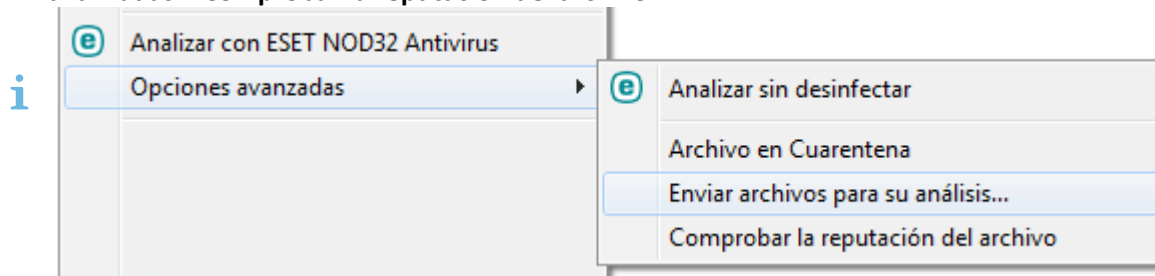 Analizar con ESET NOD32 Antivirus
Opciones avanzadas
Analizar sin desinfectar
Archivo en Cuarentena
Enviar archivos para su análisis...
Comprobar la reputación del archivo